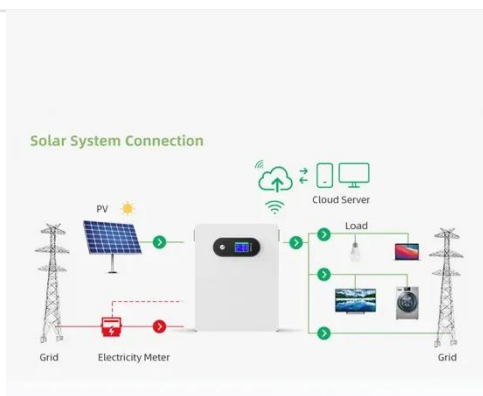 Solar System Connection
Cloud Server
PV
Load
Grid
Electricity Meter
Grid